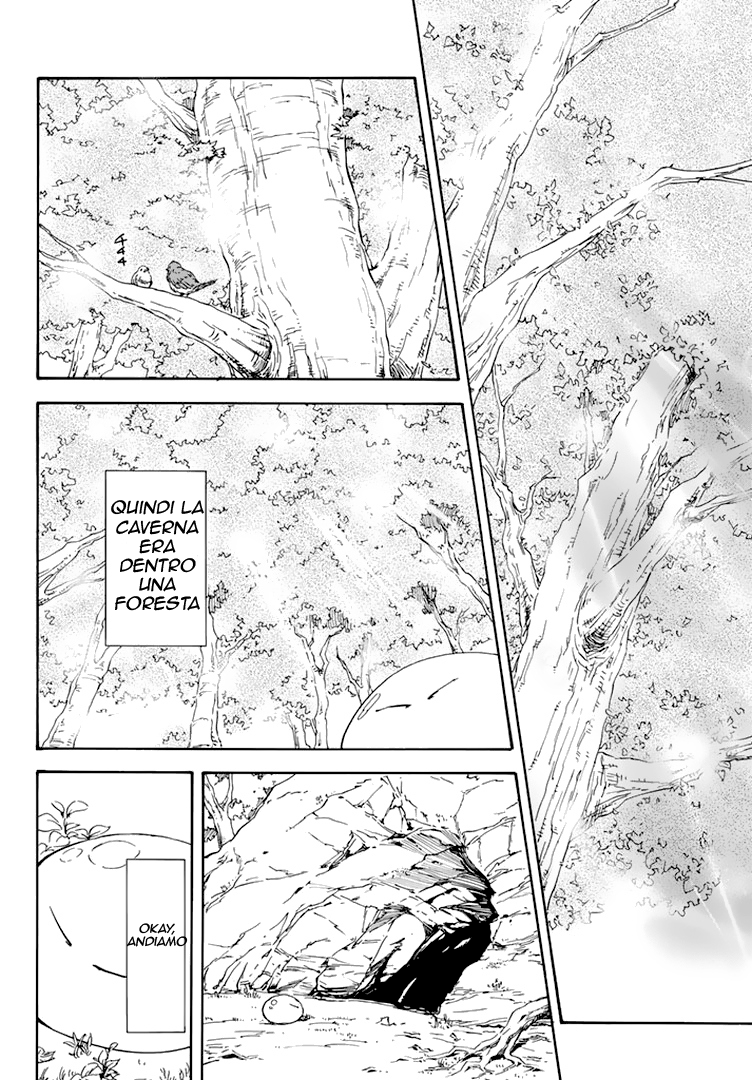 QUINDI LA
CAVERNA
ERA
DENTRO
UNA
FORESTA
OKAY,
ANDIAMO